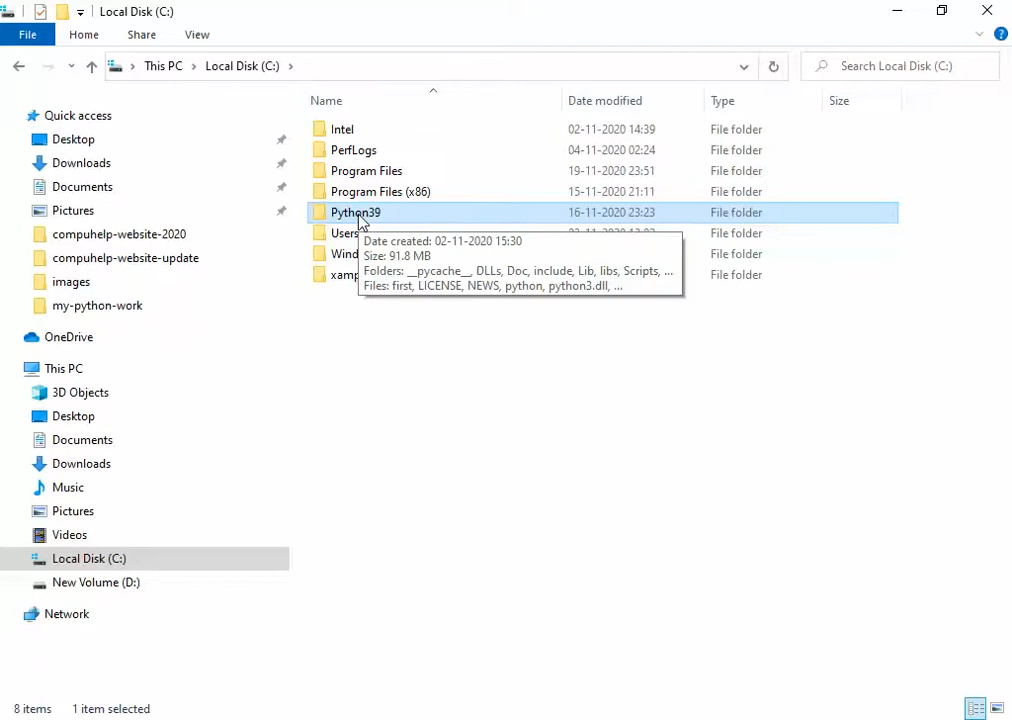 Local Disk (C:)
File Home Share View
This PC Local Disk (C:) Search Local Disk (C:)
Name Date modified Type Size
Quick access
Desktop
Downloads
Documents
Pictures
compuhelp-website-2020
compuhelp-website-update
images
my-python-work
OneDrive
This PC
3D Objects
Desktop
Documents
Downloads
Music
Pictures
Videos
Local Disk (C:)
New Volume (D:)
Network
Intel 02-11-2020 14:39 File folder
PerfLogs 04-11-2020 02:24 File folder
Program Files 19-11-2020 23:51 File folder
Program Files (x86) 15-11-2020 21:11 File folder
Python39 16-11-2020 23:23 File folder
Users File folder
Wind File folder
xamp File folder
Date created: 02-11-2020 15:30
Size: 91.8 MB
Folders: __pycache__, DLLs, Doc, include, Lib, libs, Scripts, ...
Files: first, LICENSE, NEWS, python, python3.dll, ...
8 items 1 item selected